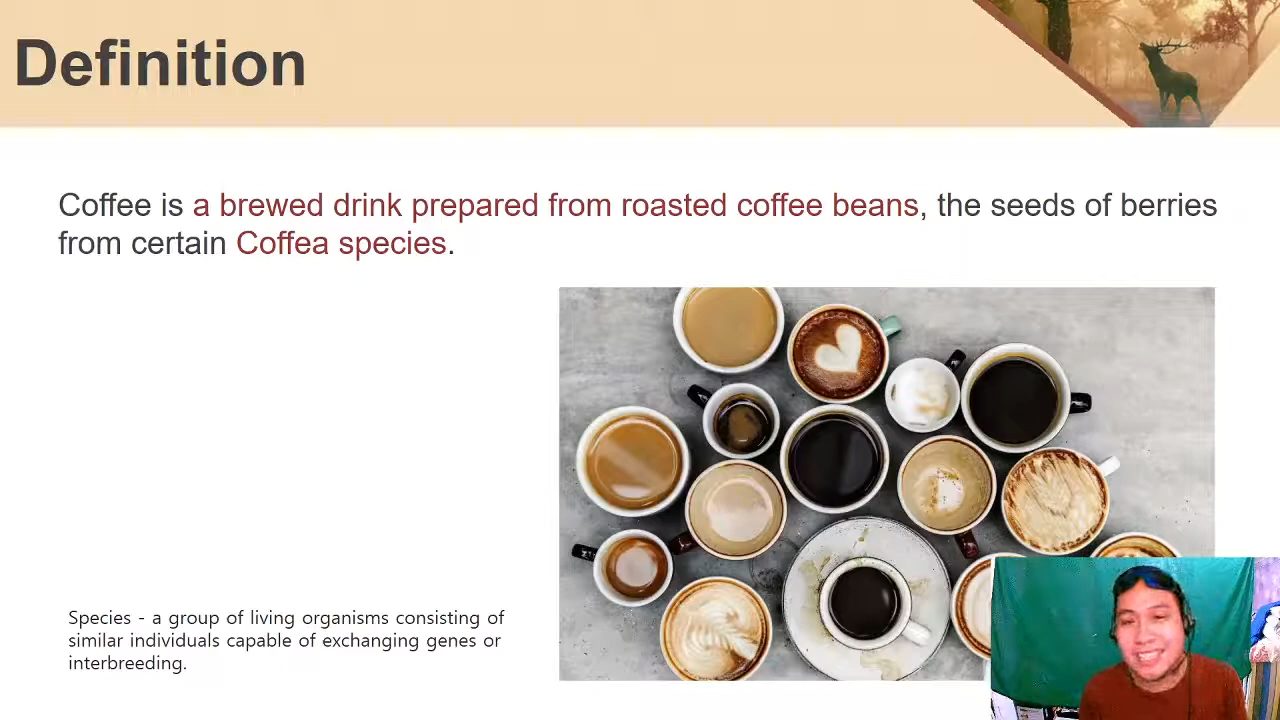 Definition
Coffee is a brewed drink prepared from roasted coffee beans, the seeds of berries
from certain Coffea species.
Species - a group of living organisms consisting of
similar individuals capable of exchanging genes or
interbreeding.